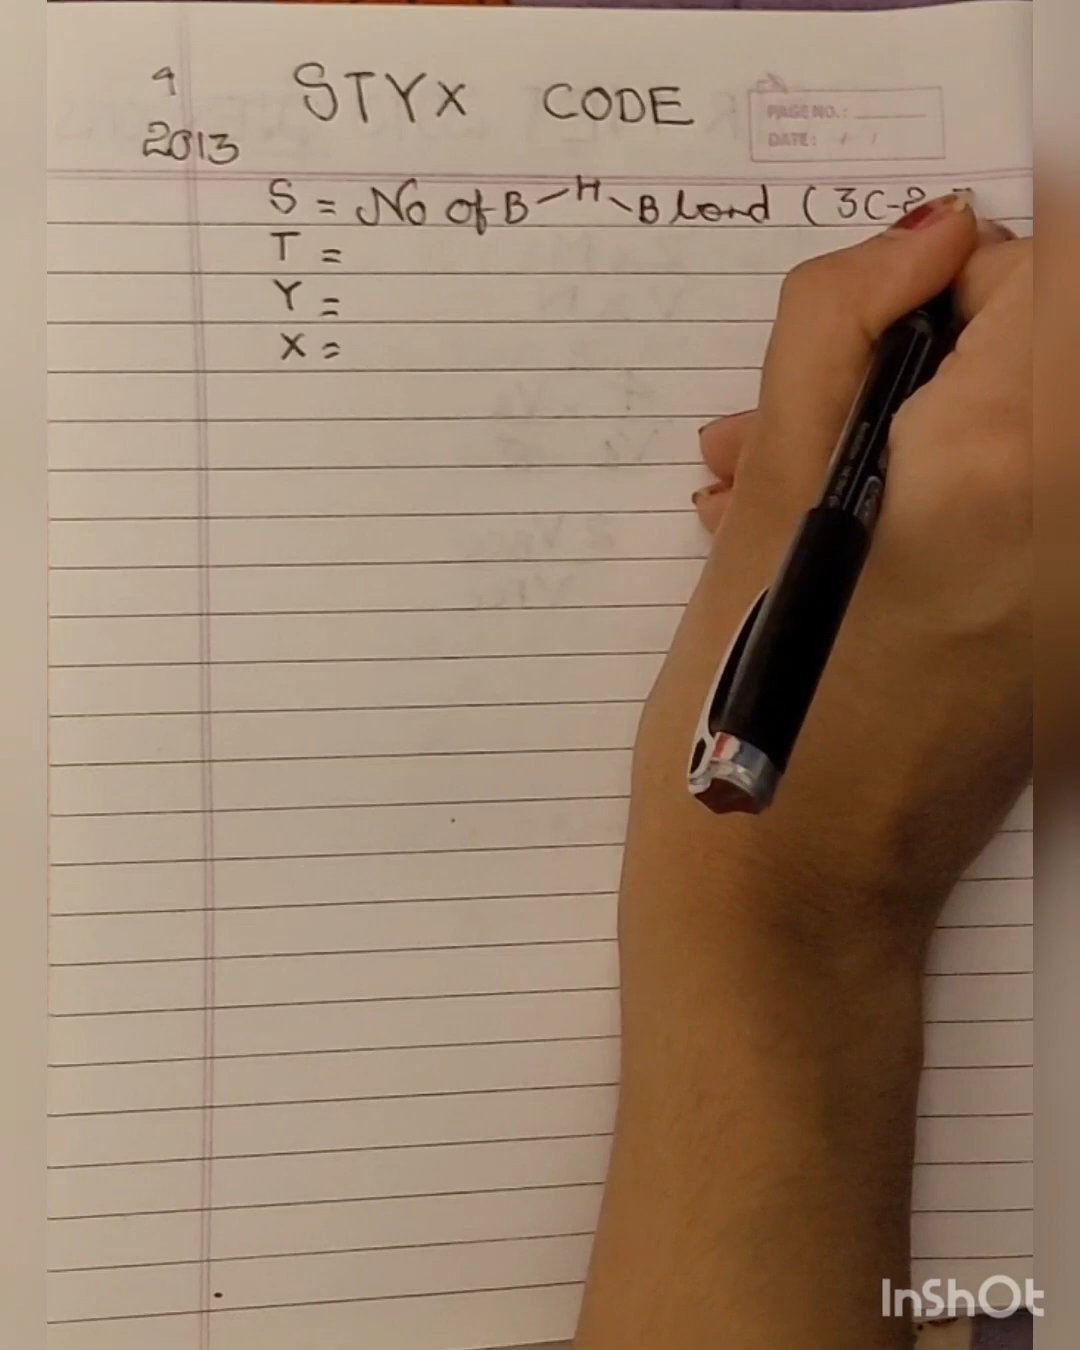 9 STYX CODE
2013
PAGE NO.:
DATE: / /
S = No of B-H-B bond (3C-2
T =
Y =
X =
InShOt